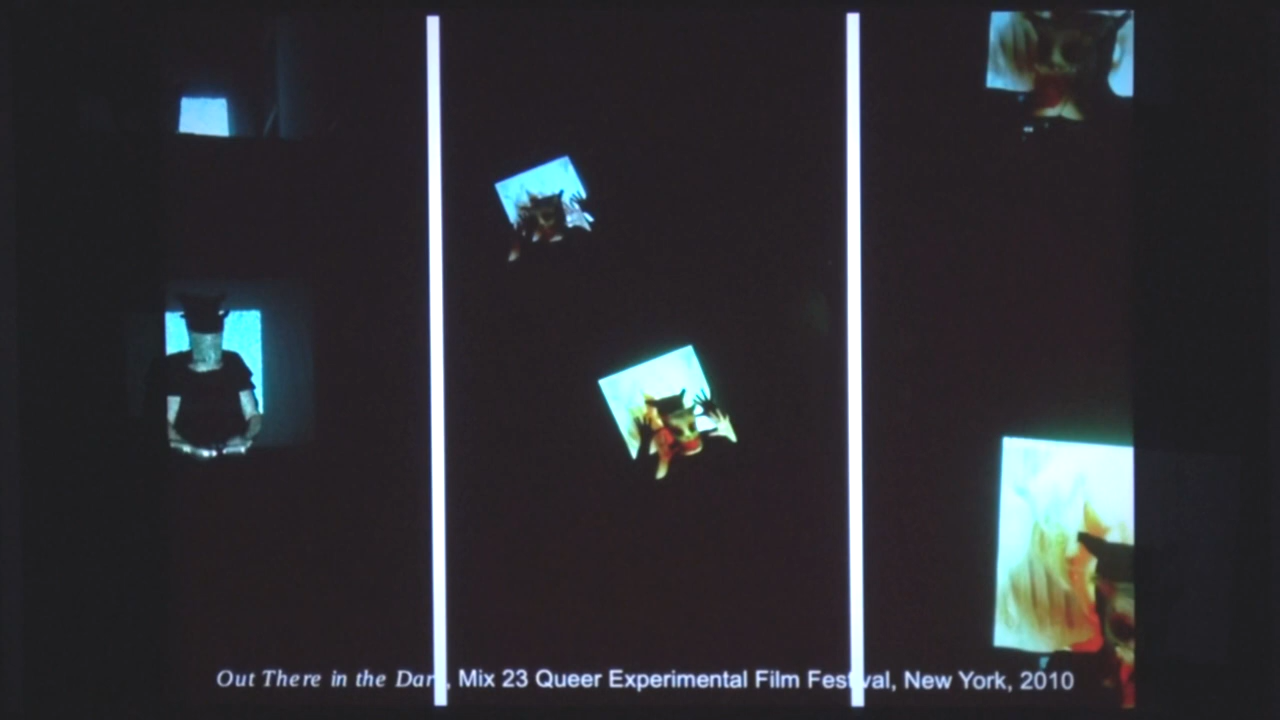 Out There in the Dark, Mix 23 Queer Experimental Film Festival, New York, 2010